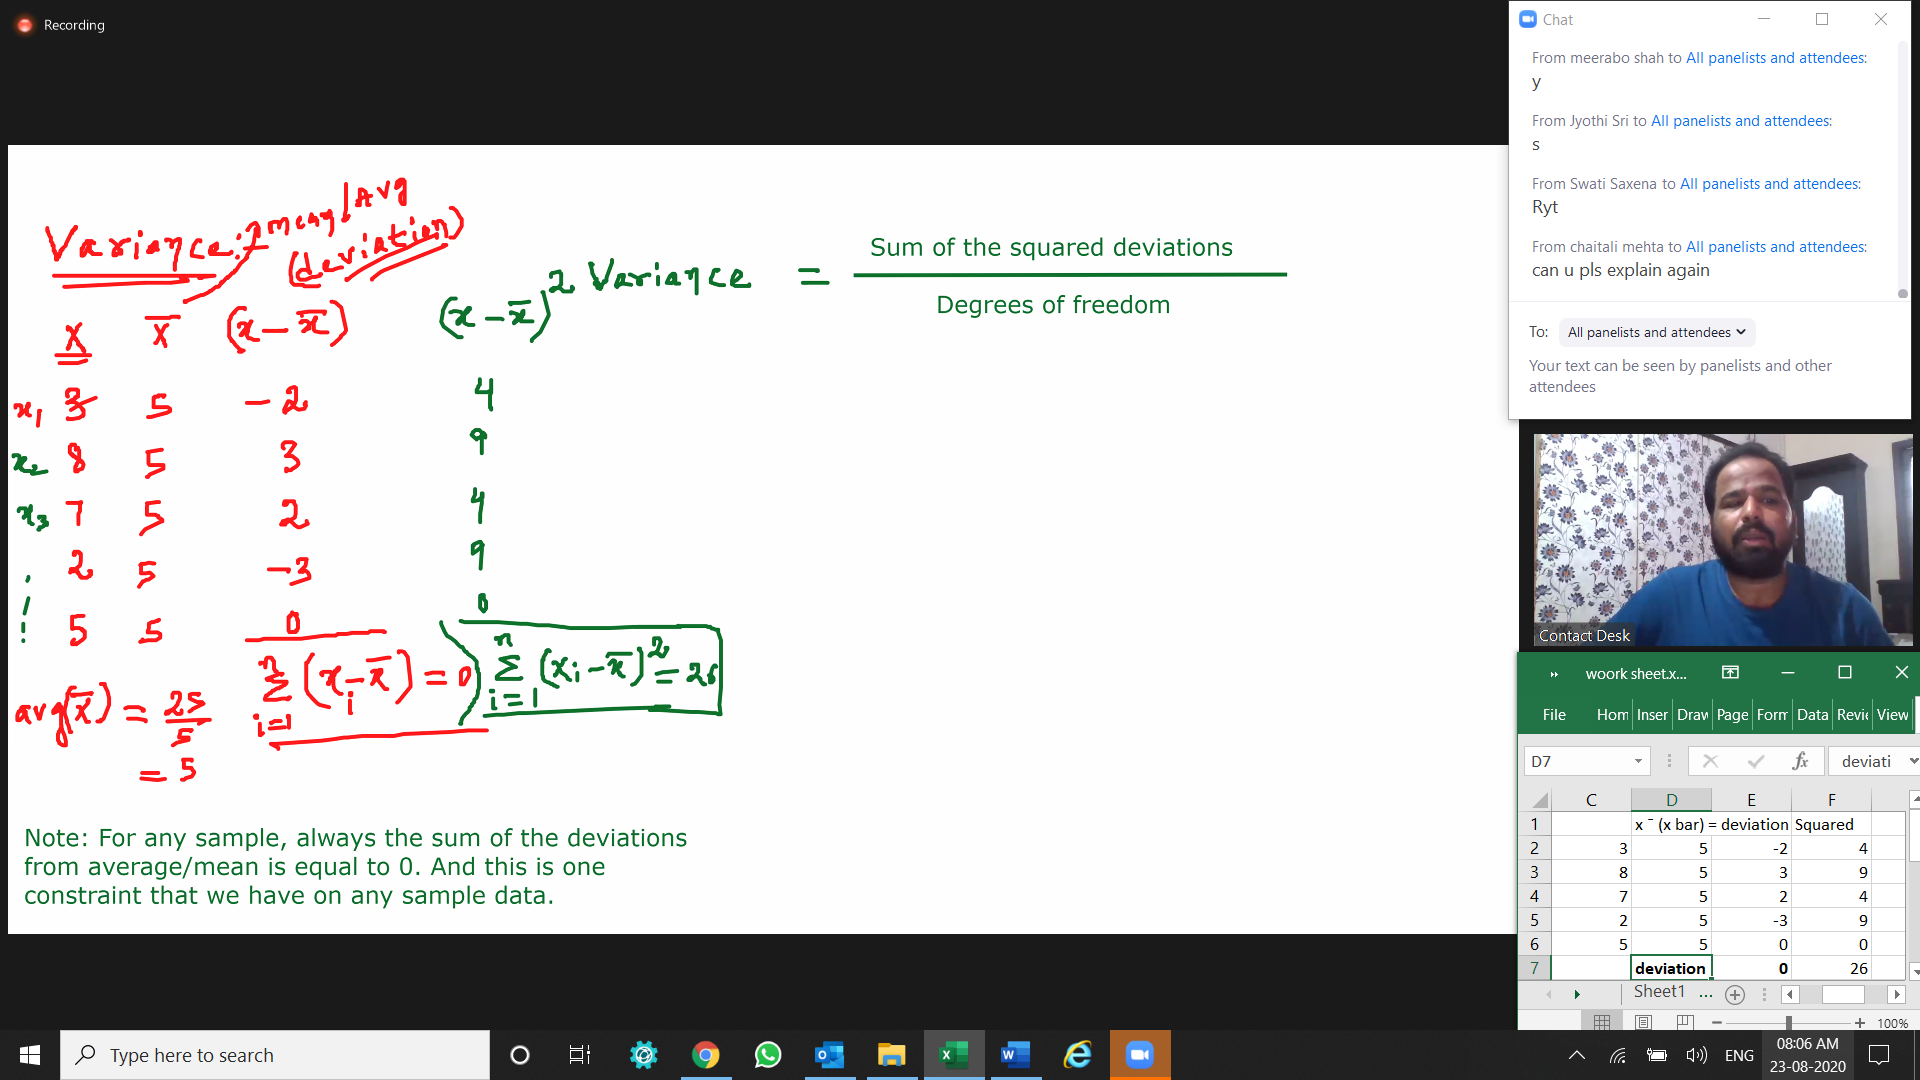 Recording
Variance: mean/Avg
(deviation)
X X̅ (x - x̅) (x - x̅)² Variance = Sum of the squared deviations
Degrees of freedom
x₁ 3 5 -2 4
x₂ 8 5 3 9
x₃ 7 5 2 4
2 5 -3 9
5 5 0 0
n n
Σ (xᵢ - x̅) = 0 Σ (xᵢ - x̅)² = 26
i=1 i=1
avg(x̅) = 25
5
= 5
Note: For any sample, always the sum of the deviations
from average/mean is equal to 0. And this is one
constraint that we have on any sample data.
Chat
From meerabo shah to All panelists and attendees:
y
From Jyothi Sri to All panelists and attendees:
s
From Swati Saxena to All panelists and attendees:
Ryt
From chaitali mehta to All panelists and attendees:
can u pls explain again
To: All panelists and attendees
Your text can be seen by panelists and other
attendees
Contact Desk
woork sheet.x...
File Hom Inser Draw Page Form Data Revie View
D7 fx deviati
C D E F
1 x ¯ (x bar) = deviation Squared
2 3 5 -2 4
3 8 5 3 9
4 7 5 2 4
5 2 5 -3 9
6 5 5 0 0
7 deviation 0 26
Sheet1 ...
100%
Type here to search
ENG
08:06 AM
23-08-2020